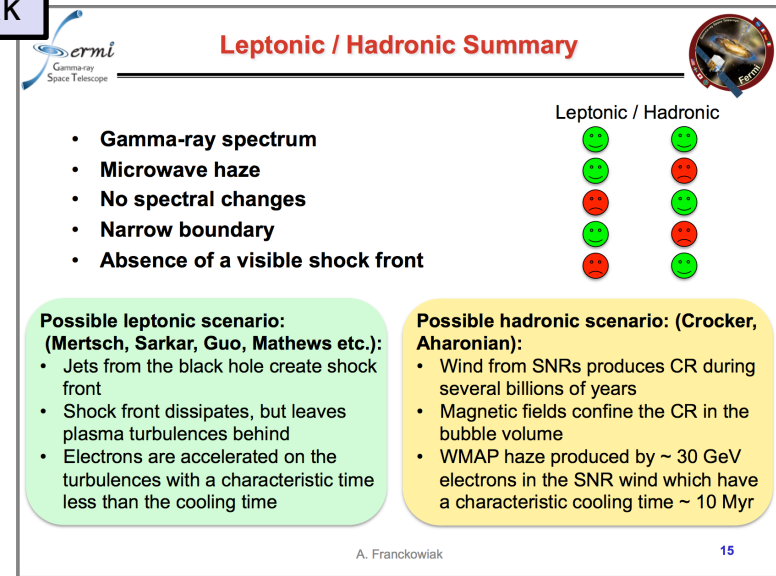 K
Fermi
Gamma-ray
Space Telescope
Leptonic / Hadronic Summary
Fermi
Leptonic / Hadronic
• Gamma-ray spectrum
• Microwave haze
• No spectral changes
• Narrow boundary
• Absence of a visible shock front
Possible leptonic scenario:
(Mertsch, Sarkar, Guo, Mathews etc.):
• Jets from the black hole create shock
front
• Shock front dissipates, but leaves
plasma turbulences behind
• Electrons are accelerated on the
turbulences with a characteristic time
less than the cooling time
Possible hadronic scenario: (Crocker,
Aharonian):
• Wind from SNRs produces CR during
several billions of years
• Magnetic fields confine the CR in the
bubble volume
• WMAP haze produced by ~ 30 GeV
electrons in the SNR wind which have
a characteristic cooling time ~ 10 Myr
A. Franckowiak
15